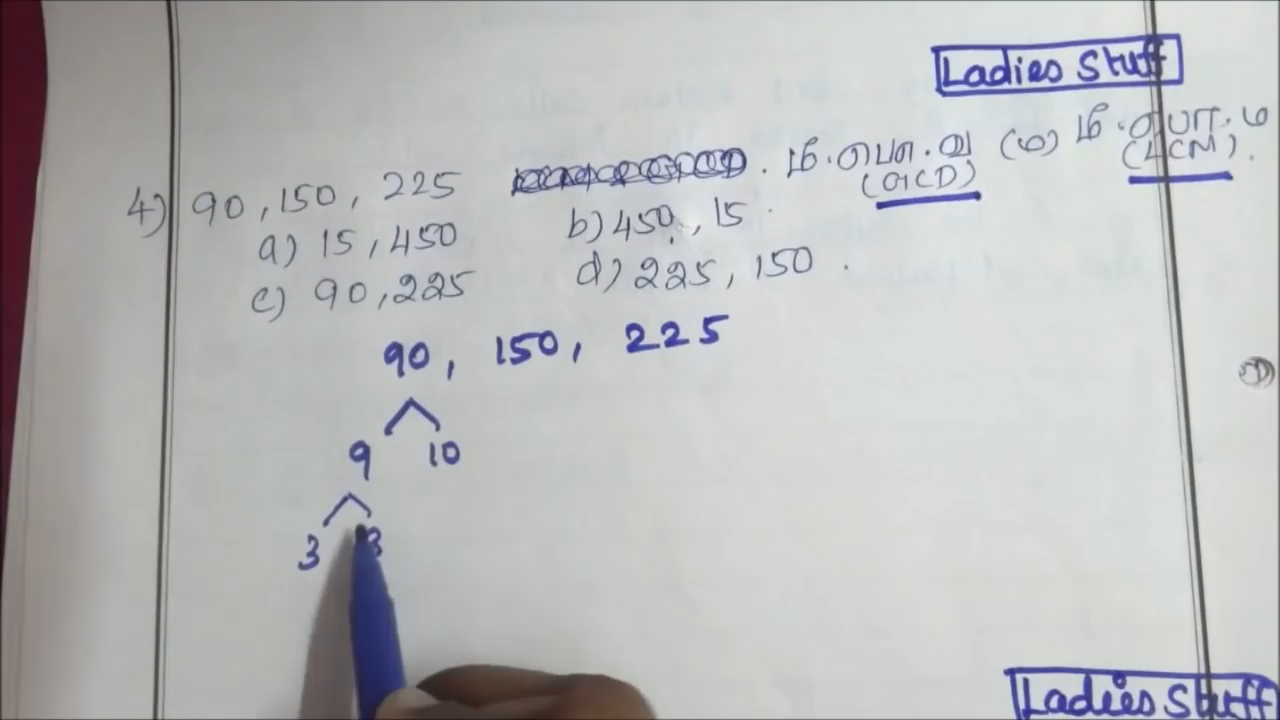 Ladies Stuff
4) 90, 150, 225 . மீ.பொ.வ (ம) மீ.பொ.ம
(GCD) (LCM).
a) 15, 450 b) 450, 15.
c) 90, 225 d) 225, 150.
90, 150, 225
9 10
3 3
Ladies Stuff